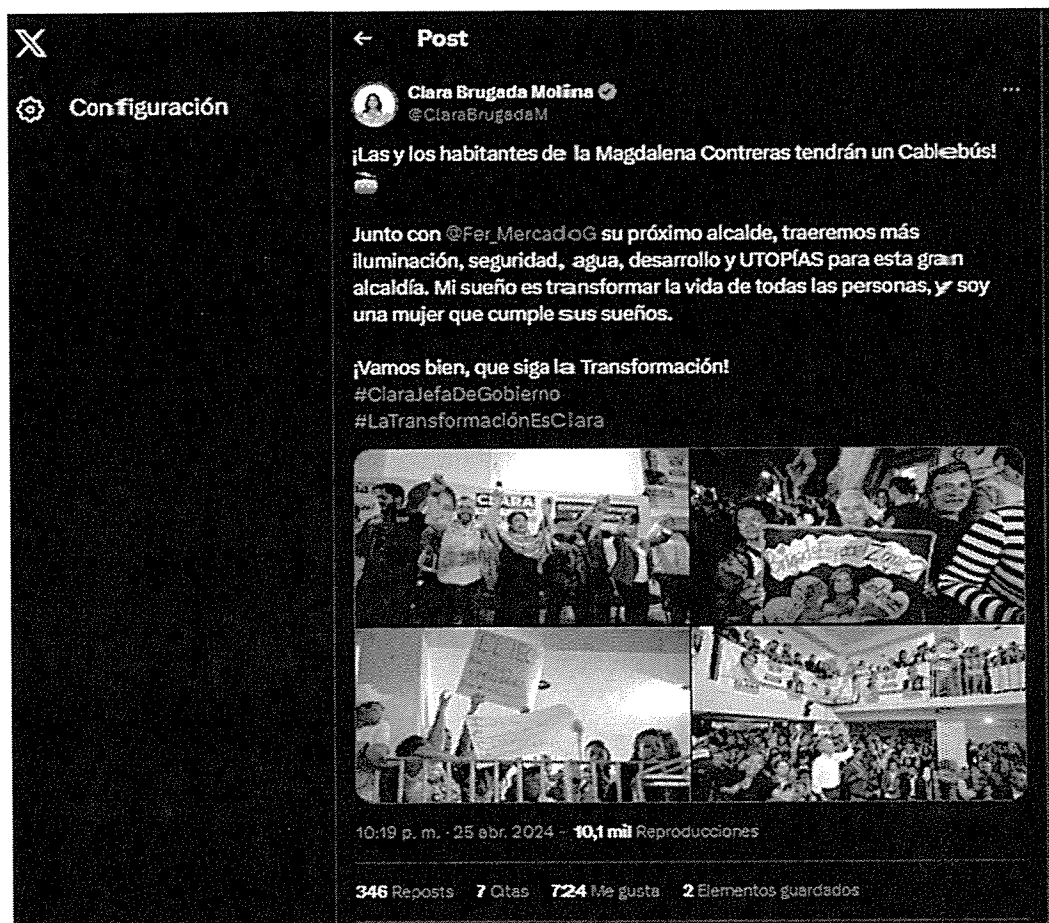 X
← Post
Configuración
Clara Brugada Molina
@ClaraBrugadaM
¡Las y los habitantes de la Magdalena Contreras tendrán un Cablebús!
Junto con @Fer_MercadoG su próximo alcalde, traeremos más
iluminación, seguridad, agua, desarrollo y UTOPÍAS para esta gran
alcaldía. Mi sueño es transformar la vida de todas las personas, y soy
una mujer que cumple sus sueños.
¡Vamos bien, que siga la Transformación!
#ClaraJefaDeGobierno
#LaTransformaciónEsClara
CLARA
10:19 p. m. · 25 abr. 2024 · 10,1 mil Reproducciones
346 Reposts 7 Citas 724 Me gusta 2 Elementos guardados